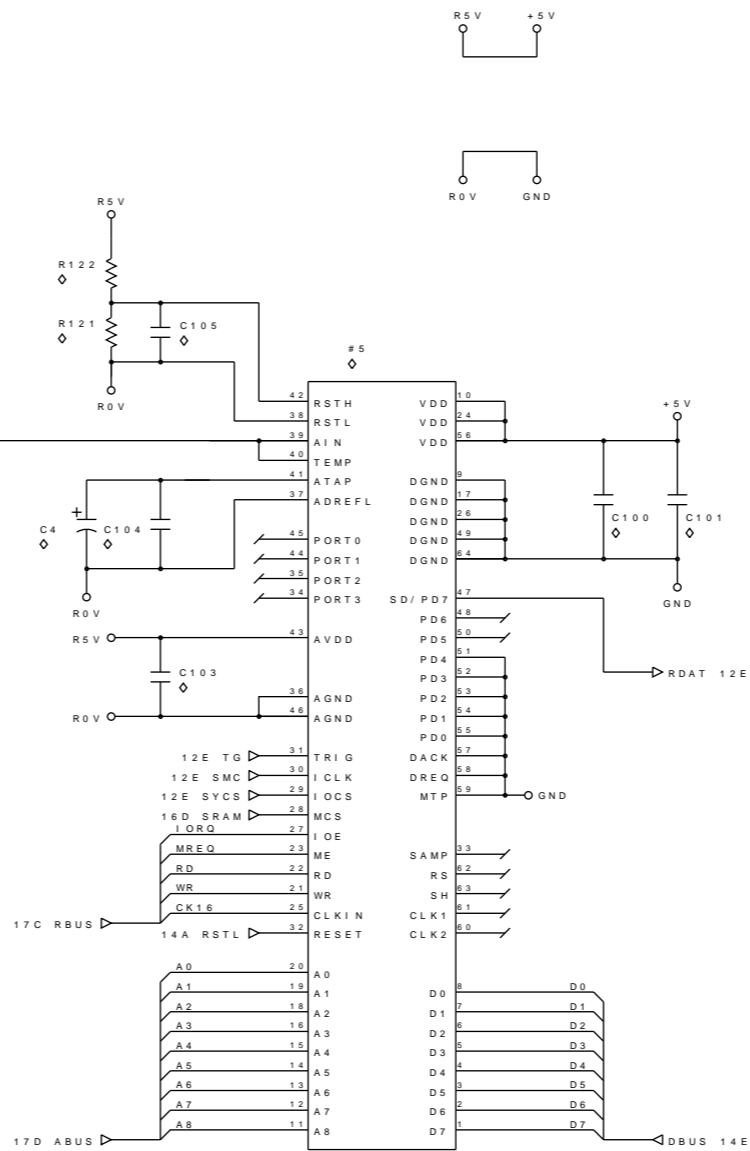 R5V +5V
R0V GND
R5V
R122
R121
C105
R0V
#5
42 RSTH VDD 10
38 RSTL VDD 24
39 AIN VDD 56
+5V
40 TEMP
41 ATAP DGND 9
37 ADREFL DGND 17
DGND 26
C4 C104
45 PORT0 DGND 49
44 PORT1 DGND 64
C100 C101
35 PORT2
34 PORT3 SD/PD7 47
GND
R0V
PD6 48
R5V 43 AVDD PD5 50
PD4 51
C103
PD3 52
RDAT 12E
36 AGND PD2 53
R0V 46 AGND PD1 54
PD0 55
12E TG 31 TRIG DACK 57
12E SMC 30 ICLK DREQ 58
12E SYCS 29 IOCS MTP 59 GND
16D SRAM 28 MCS
IORQ 27 IOE
MREQ 23 ME SAMP 33
RD 22 RD RS 62
WR 21 WR SH 63
CK16 25 CLKIN CLK1 61
17C RBUS
14A RSTL 32 RESET CLK2 60
A0 20 A0
A1 19 A1 D0 8 D0
A2 18 A2 D1 7 D1
A3 16 A3 D2 6 D2
A4 15 A4 D3 5 D3
A5 14 A5 D4 4 D4
A6 13 A6 D5 3 D5
A7 12 A7 D6 2 D6
A8 11 A8 D7 1 D7
17D ABUS DBUS 14E